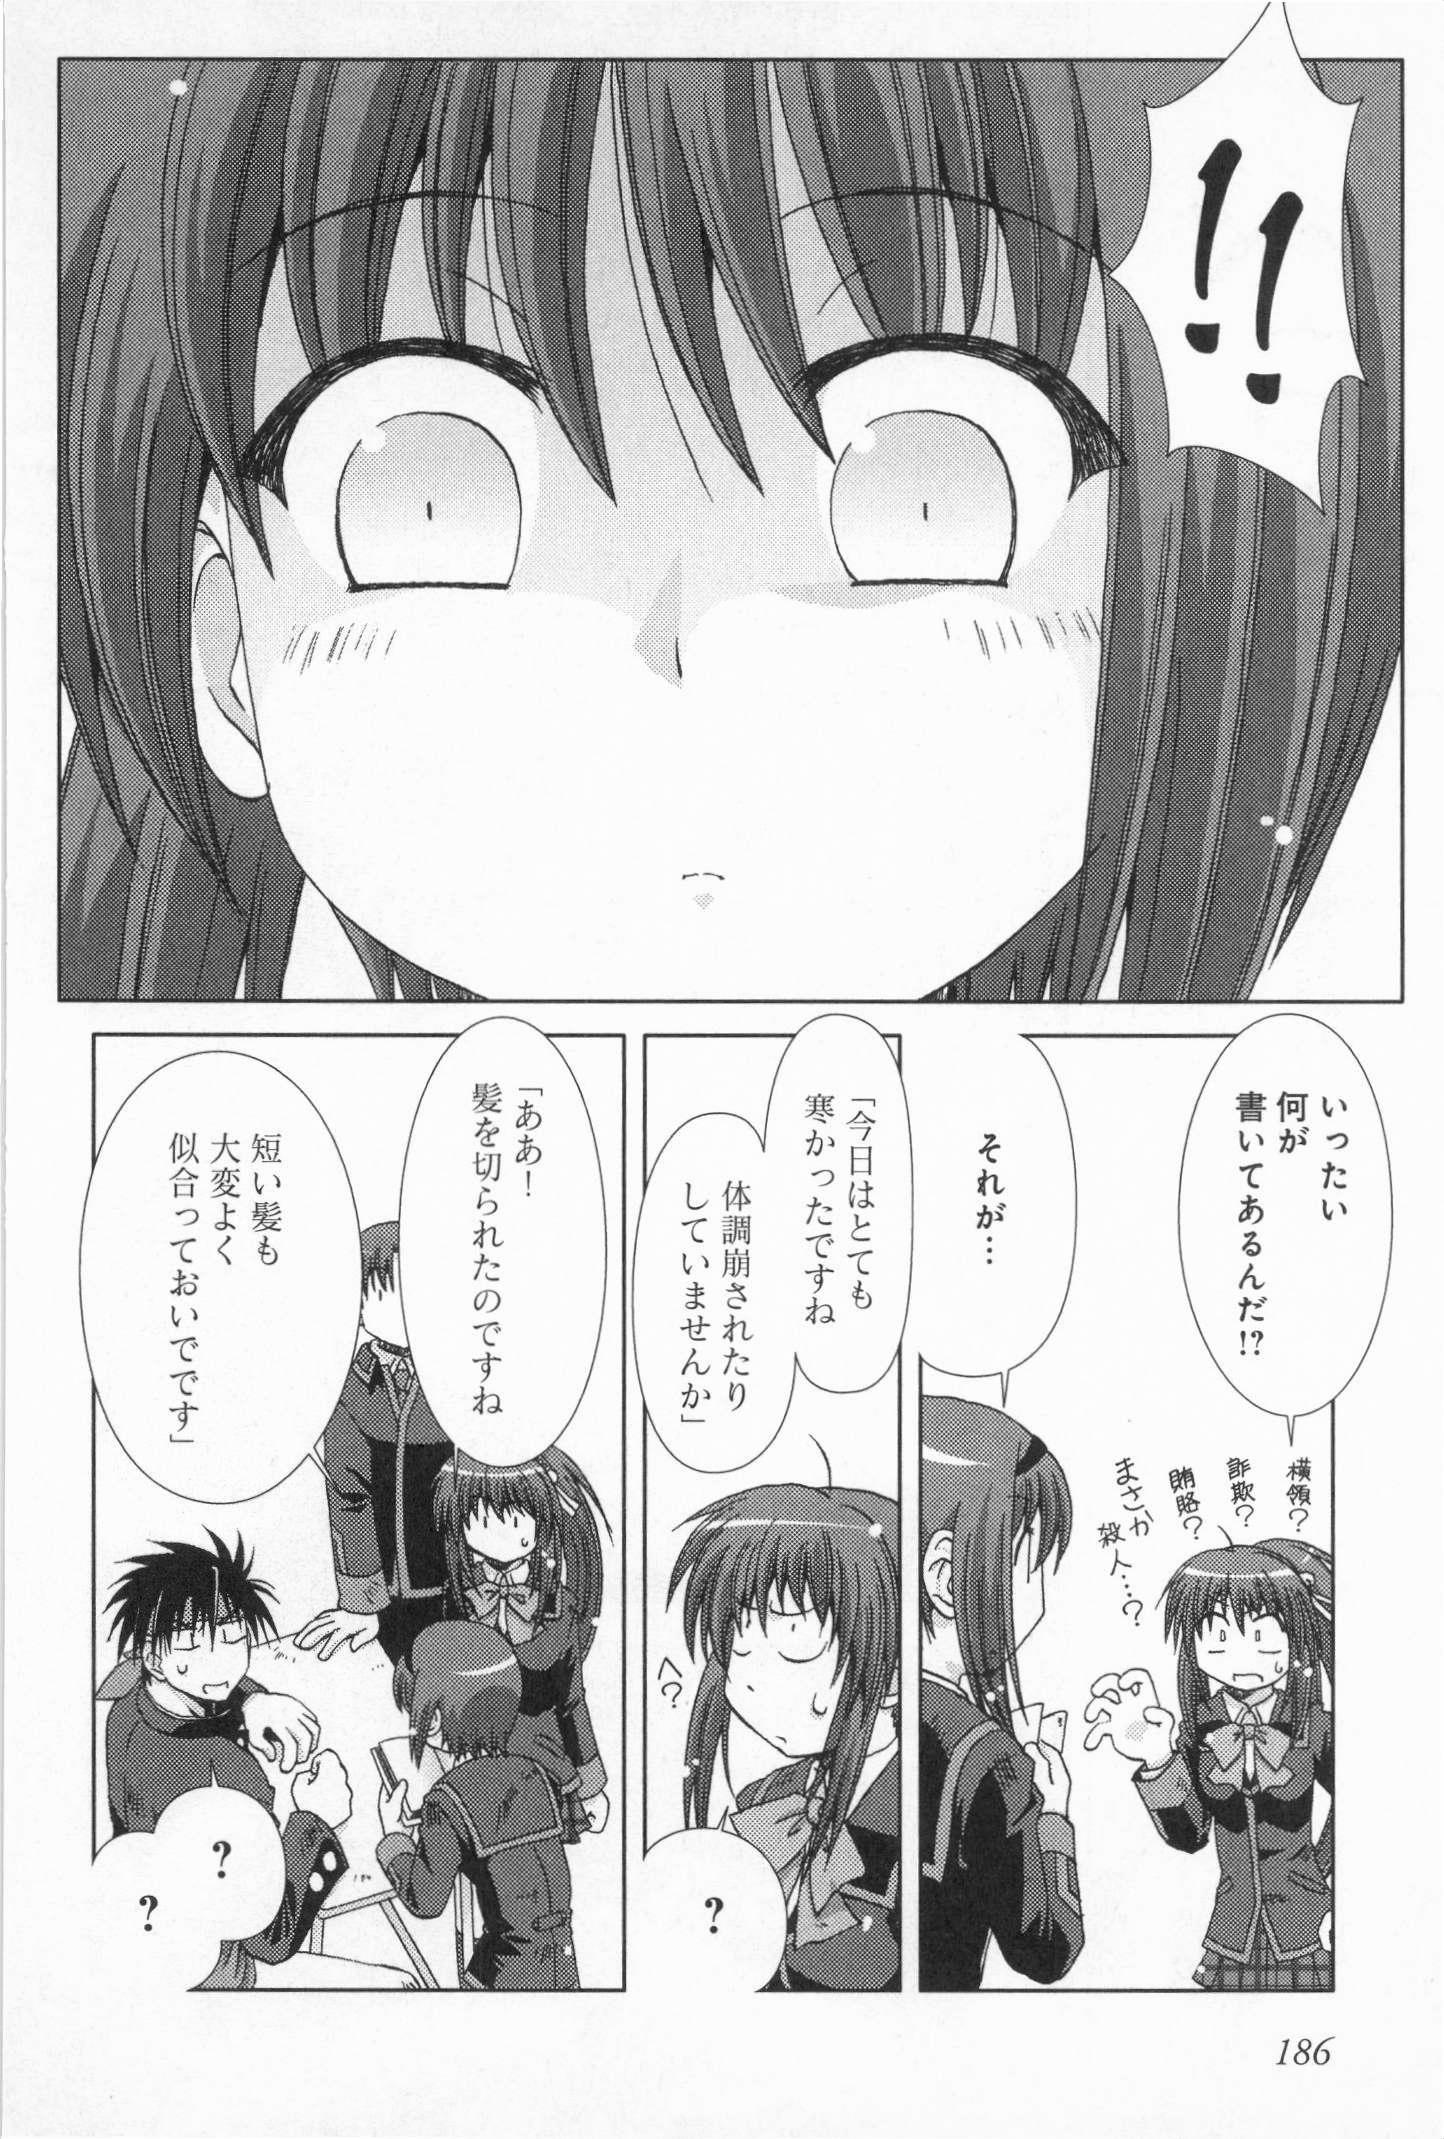 !!
いったい
何が
書いてあるんだ!?
横領?
詐欺?
賄賂?
まさか
殺人…?
それが…
「今日はとても
寒かったですね
体調崩されたり
していませんか」
へ?
?
「ああ!
髪を切られたのですね
短い髪も
大変よく
似合っておいでです」
?
?
186